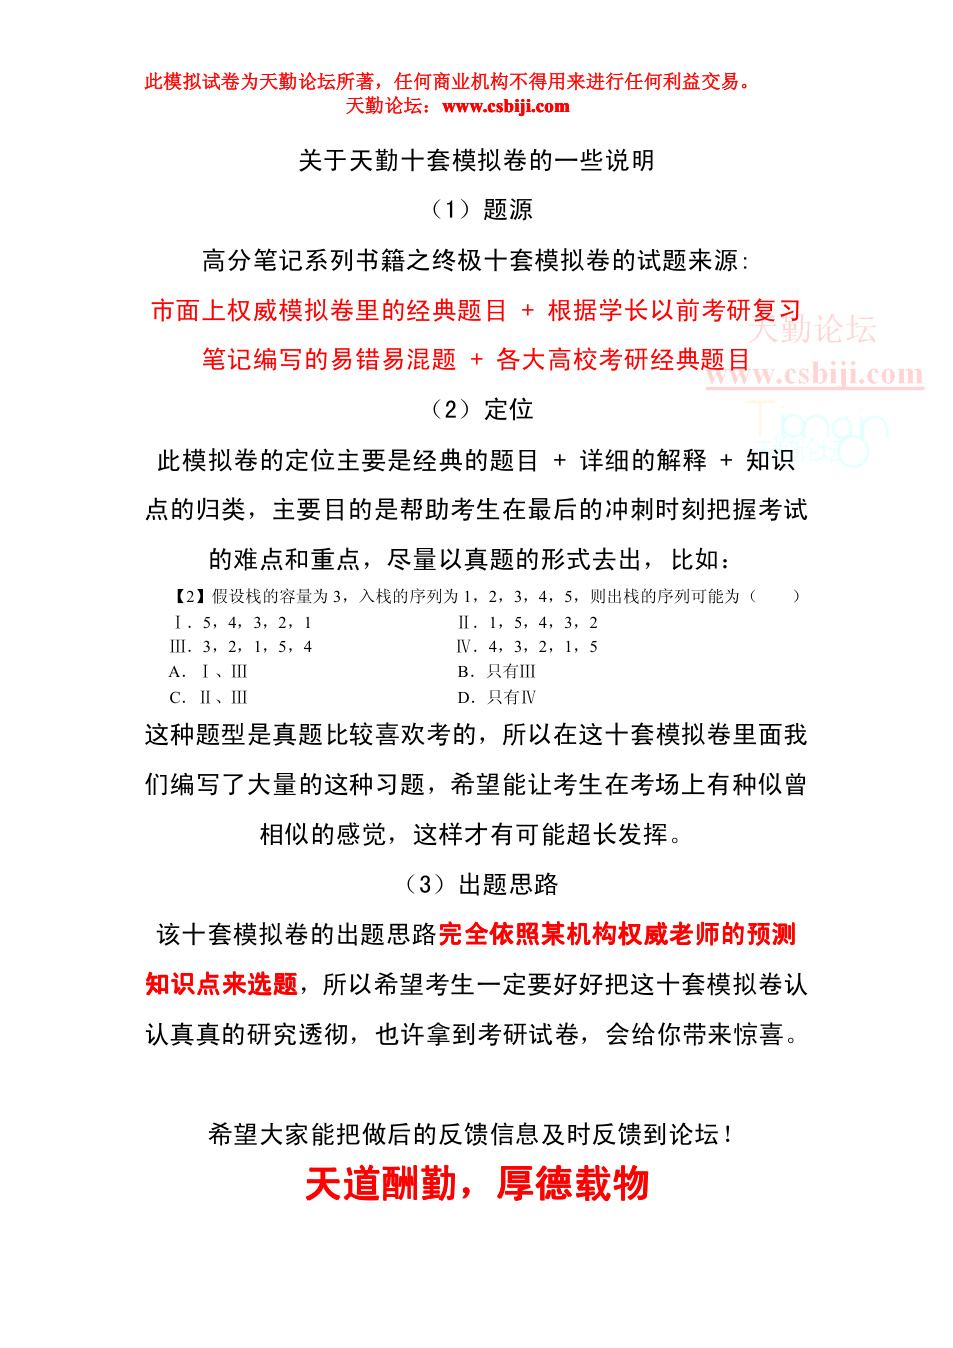 此模拟试卷为天勤论坛所著，任何商业机构不得用来进行任何利益交易。
天勤论坛：www.csbiji.com
关于天勤十套模拟卷的一些说明
（1）题源
高分笔记系列书籍之终极十套模拟卷的试题来源:
市面上权威模拟卷里的经典题目 + 根据学长以前考研复习
天勤论坛
笔记编写的易错易混题 + 各大高校考研经典题目
www.csbiji.com
（2）定位
此模拟卷的定位主要是经典的题目 + 详细的解释 + 知识
点的归类，主要目的是帮助考生在最后的冲刺时刻把握考试
的难点和重点，尽量以真题的形式去出，比如：
【2】假设栈的容量为 3，入栈的序列为 1，2，3，4，5，则出栈的序列可能为（　　）
Ⅰ．5，4，3，2，1　　Ⅱ．1，5，4，3，2
Ⅲ．3，2，1，5，4　　Ⅳ．4，3，2，1，5
A．Ⅰ、Ⅲ　　B．只有Ⅲ
C．Ⅱ、Ⅲ　　D．只有Ⅳ
这种题型是真题比较喜欢考的，所以在这十套模拟卷里面我
们编写了大量的这种习题，希望能让考生在考场上有种似曾
相似的感觉，这样才有可能超长发挥。
（3）出题思路
该十套模拟卷的出题思路完全依照某机构权威老师的预测
知识点来选题，所以希望考生一定要好好把这十套模拟卷认
认真真的研究透彻，也许拿到考研试卷，会给你带来惊喜。
希望大家能把做后的反馈信息及时反馈到论坛！
天道酬勤，厚德载物